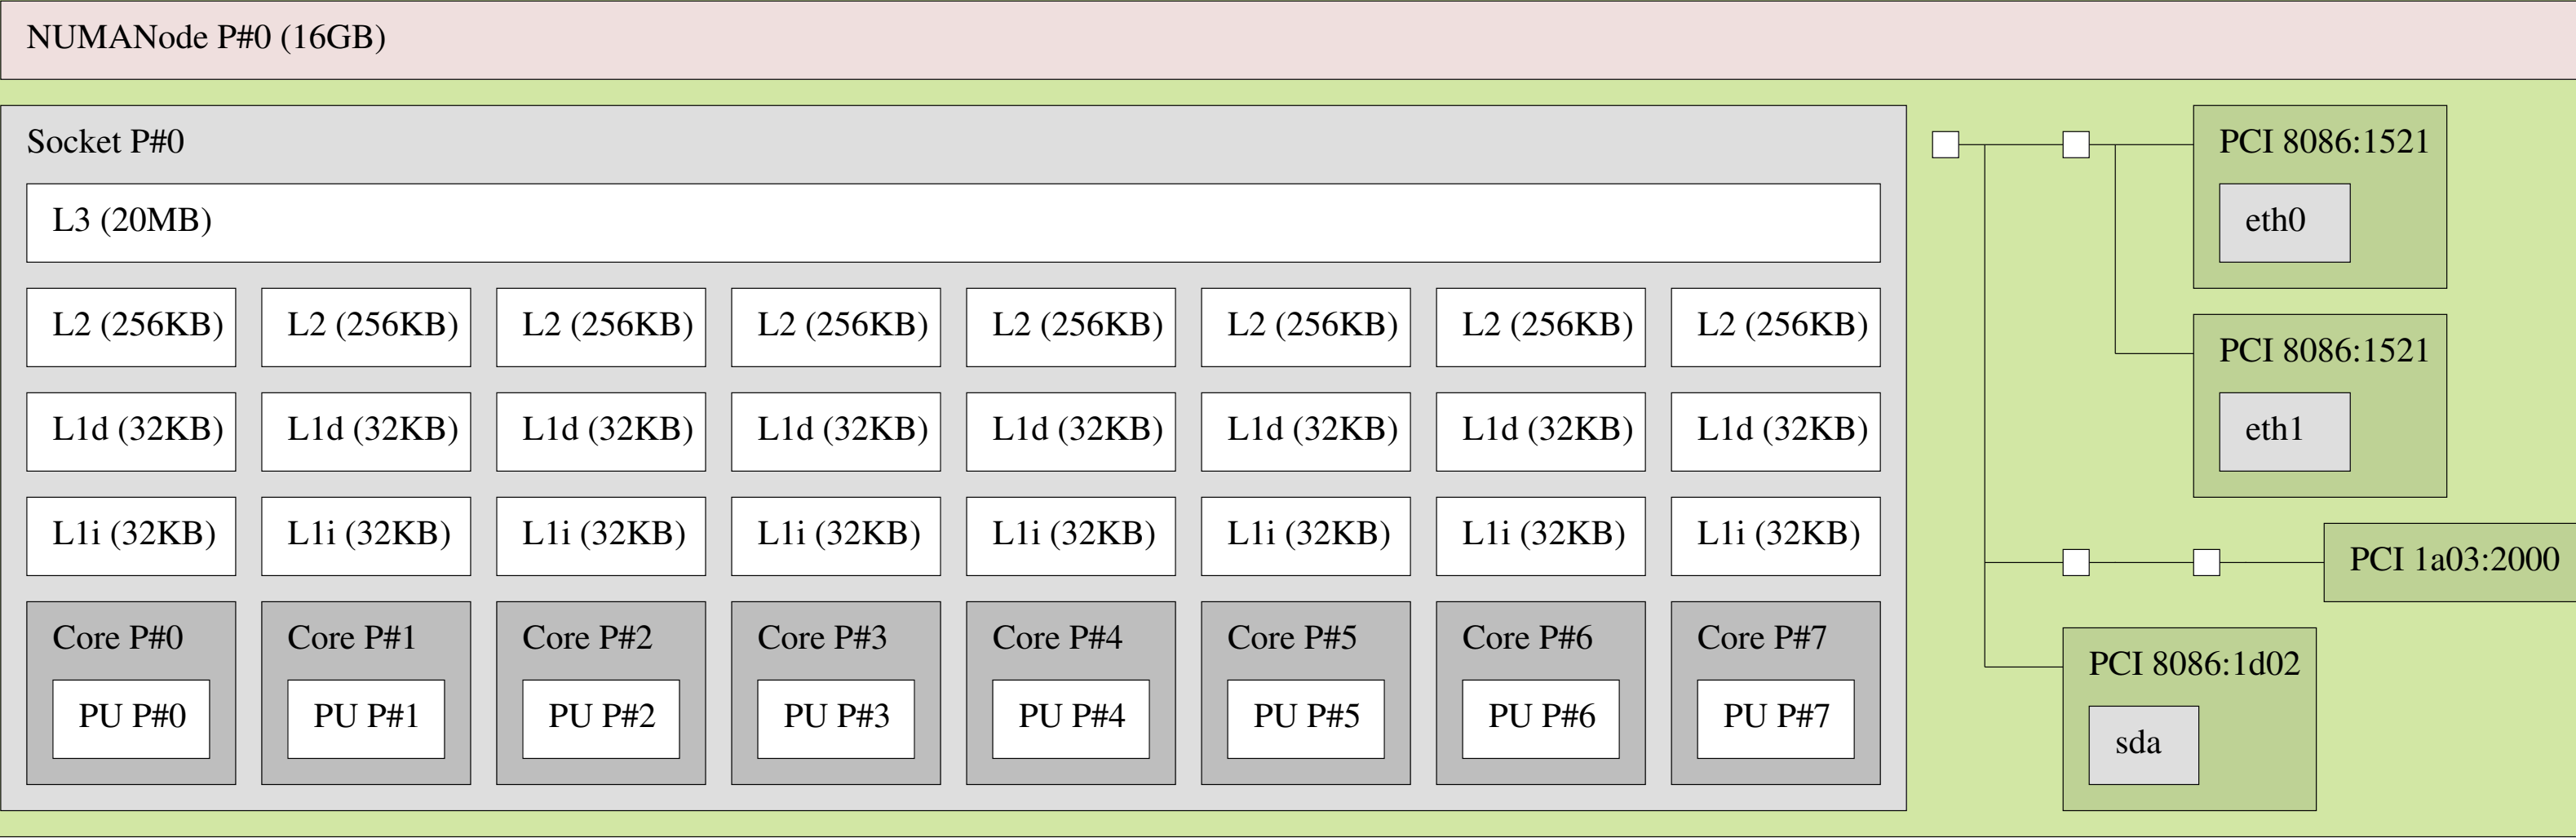 NUMANode P#0 (16GB)
Socket P#0
L3 (20MB)
L2 (256KB) L2 (256KB) L2 (256KB) L2 (256KB) L2 (256KB) L2 (256KB) L2 (256KB) L2 (256KB)
L1d (32KB) L1d (32KB) L1d (32KB) L1d (32KB) L1d (32KB) L1d (32KB) L1d (32KB) L1d (32KB)
L1i (32KB) L1i (32KB) L1i (32KB) L1i (32KB) L1i (32KB) L1i (32KB) L1i (32KB) L1i (32KB)
Core P#0 Core P#1 Core P#2 Core P#3 Core P#4 Core P#5 Core P#6 Core P#7
PU P#0 PU P#1 PU P#2 PU P#3 PU P#4 PU P#5 PU P#6 PU P#7
PCI 8086:1521
eth0
PCI 8086:1521
eth1
PCI 1a03:2000
PCI 8086:1d02
sda